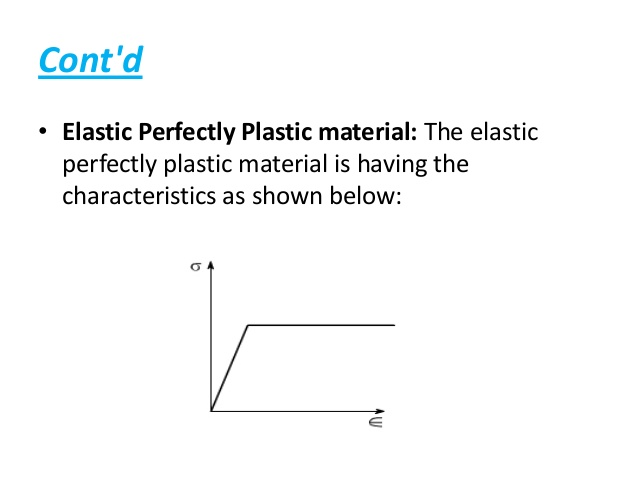 Cont'd
• Elastic Perfectly Plastic material: The elastic
perfectly plastic material is having the
characteristics as shown below:
σ
∈